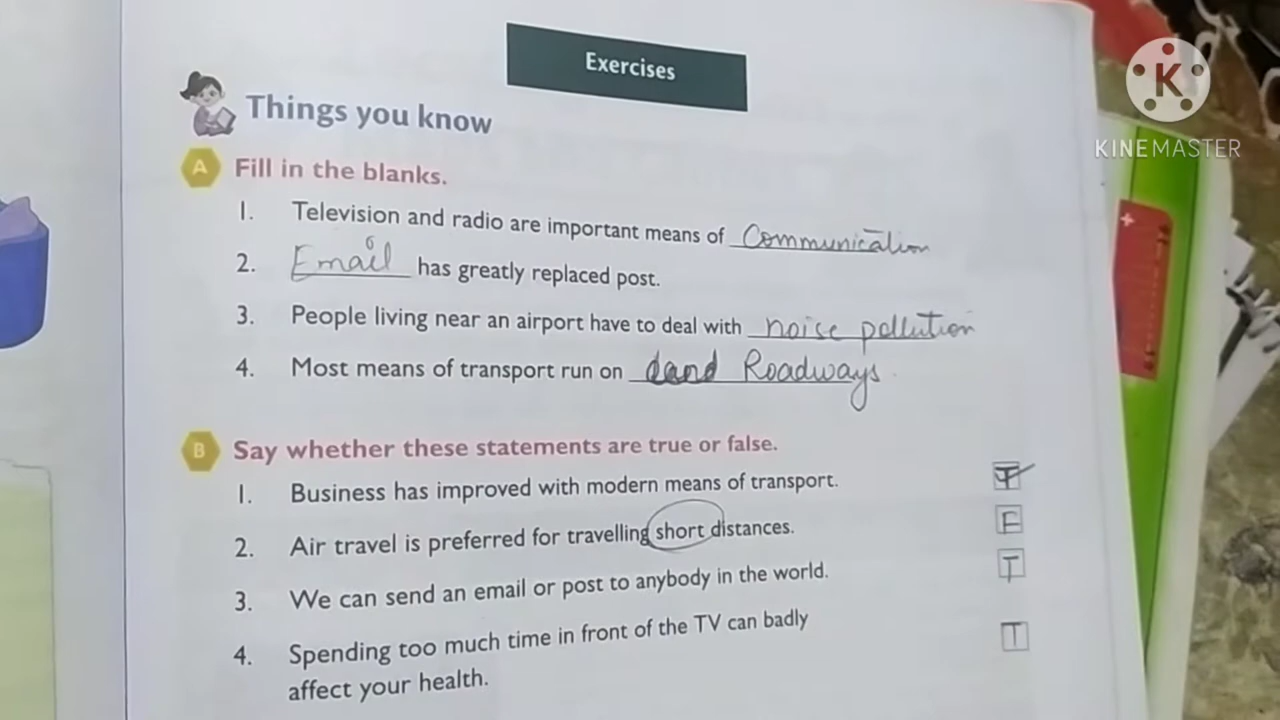 Exercises
K
KINEMASTER
Things you know
A Fill in the blanks.
1. Television and radio are important means of Communication
2. Email has greatly replaced post.
3. People living near an airport have to deal with noise pollution
4. Most means of transport run on land Roadways
B Say whether these statements are true or false.
1. Business has improved with modern means of transport. T
2. Air travel is preferred for travelling short distances. F
3. We can send an email or post to anybody in the world. T
4. Spending too much time in front of the TV can badly T
affect your health.